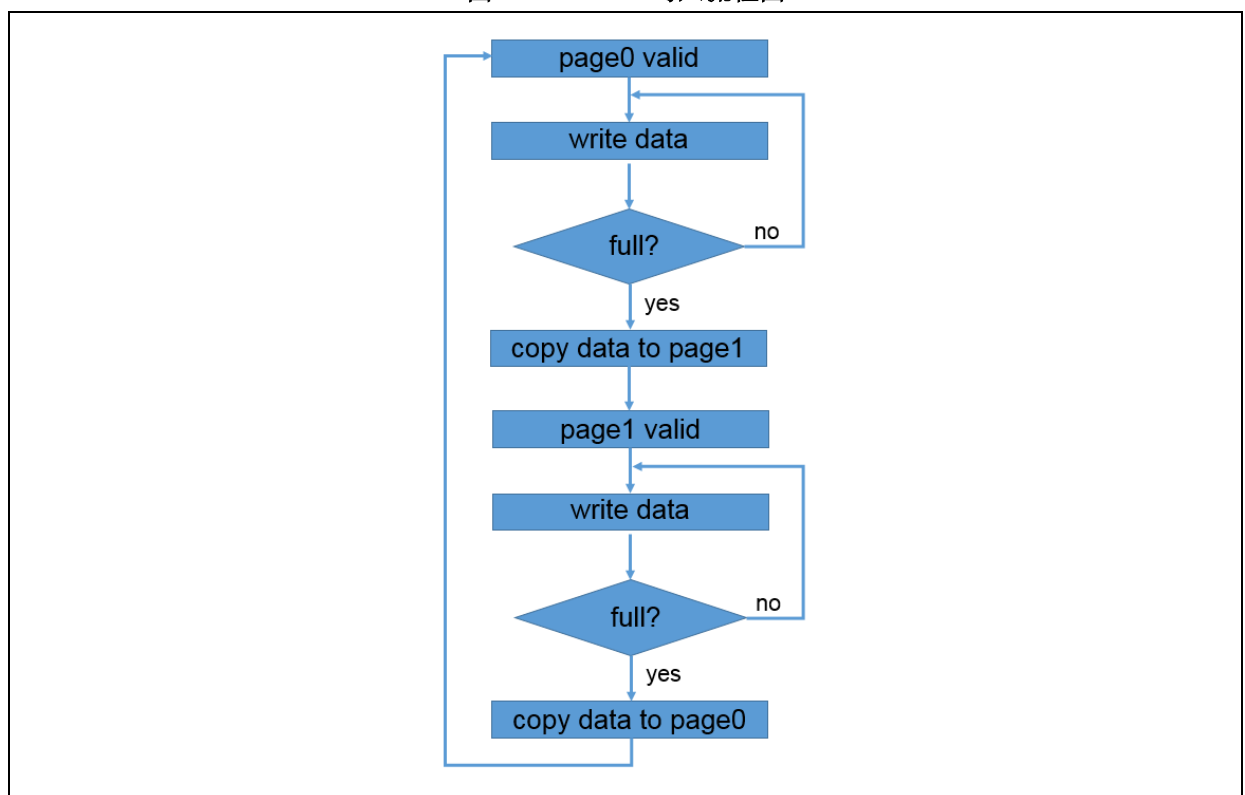 page0 valid
write data
full?
no
yes
copy data to page1
page1 valid
write data
full?
no
yes
copy data to page0